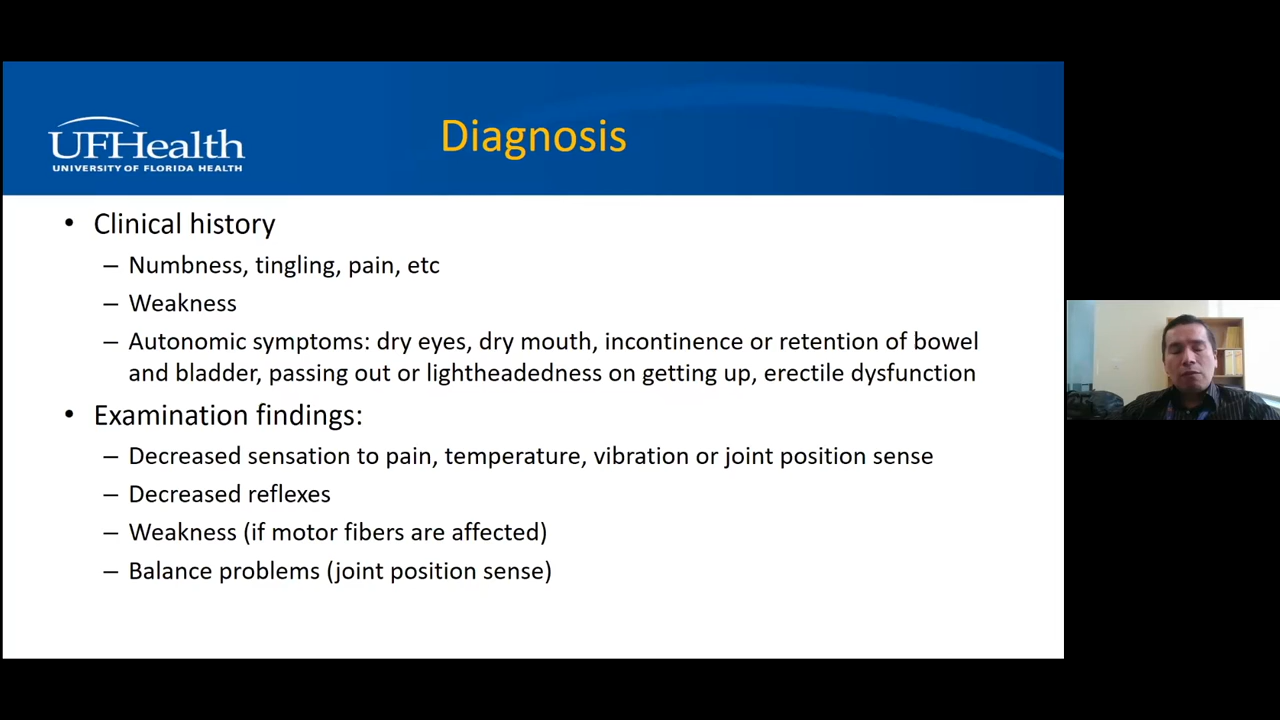 UFHealth
UNIVERSITY OF FLORIDA HEALTH
Diagnosis
• Clinical history
– Numbness, tingling, pain, etc
– Weakness
– Autonomic symptoms: dry eyes, dry mouth, incontinence or retention of bowel
and bladder, passing out or lightheadedness on getting up, erectile dysfunction
• Examination findings:
– Decreased sensation to pain, temperature, vibration or joint position sense
– Decreased reflexes
– Weakness (if motor fibers are affected)
– Balance problems (joint position sense)